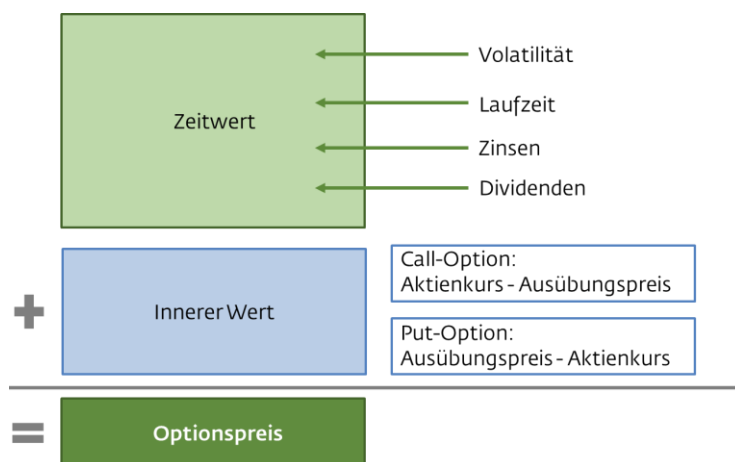 Volatilität
Laufzeit
Zeitwert
Zinsen
Dividenden
Call-Option:
Aktienkurs - Ausübungspreis
+
Innerer Wert
Put-Option:
Ausübungspreis - Aktienkurs
=
Optionspreis